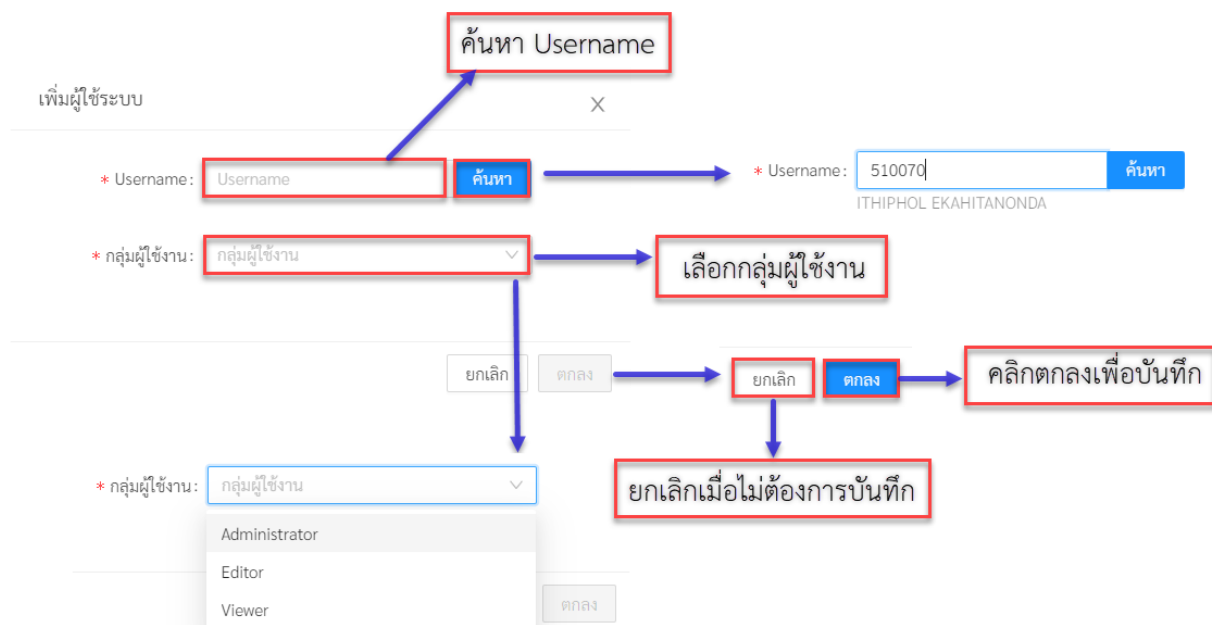 ค้นหา Username
เพิ่มผู้ใช้ระบบ X
* Username : Username ค้นหา
* Username : 510070 ค้นหา
ITHIPHOL EKAHITANONDA
* กลุ่มผู้ใช้งาน : กลุ่มผู้ใช้งาน
เลือกกลุ่มผู้ใช้งาน
ยกเลิก ตกลง
ยกเลิก ตกลง
คลิกตกลงเพื่อบันทึก
ยกเลิกเมื่อไม่ต้องการบันทึก
* กลุ่มผู้ใช้งาน : กลุ่มผู้ใช้งาน
Administrator
Editor
Viewer
ตกลง